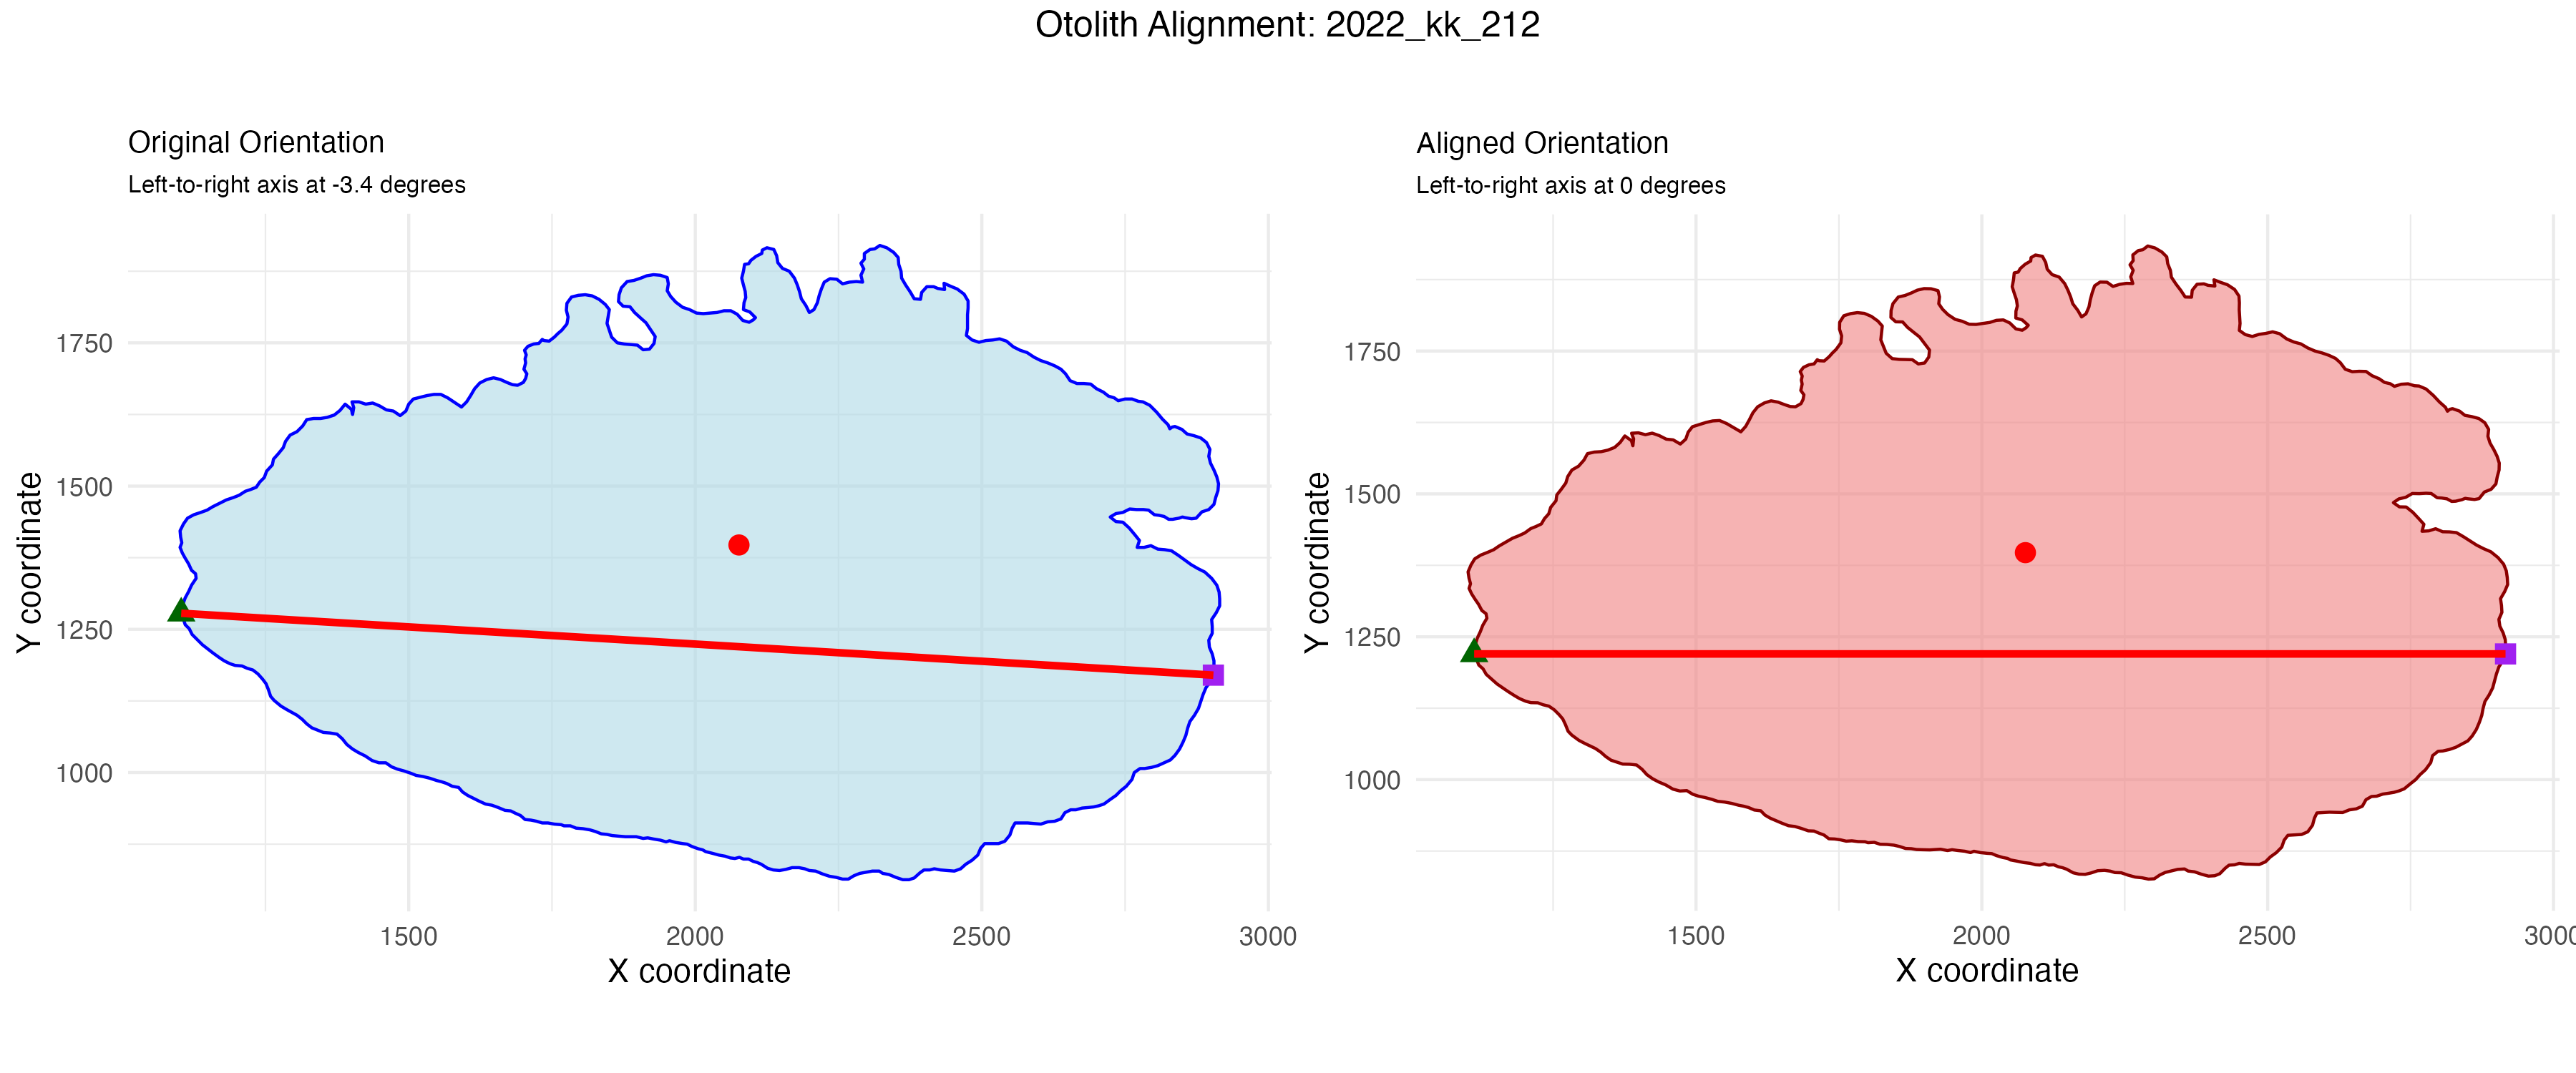 Otolith Alignment: 2022_kk_212
Original Orientation
Left-to-right axis at -3.4 degrees
Y coordinate
1750
1500
1250
1000
1500
2000
2500
3000
X coordinate
Aligned Orientation
Left-to-right axis at 0 degrees
Y coordinate
1750
1500
1250
1000
1500
2000
2500
3000
X coordinate